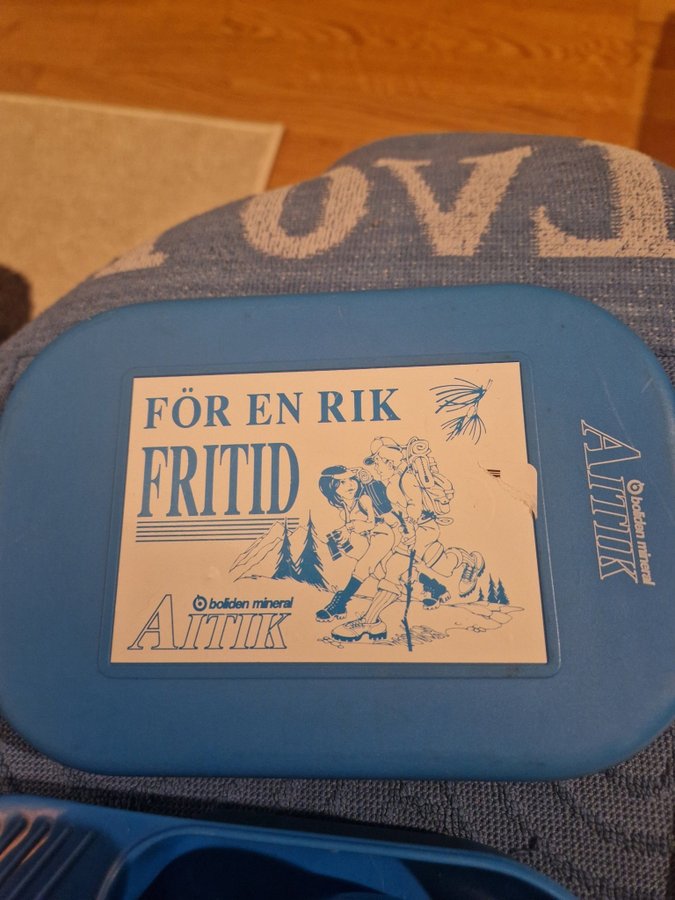 FÖR EN RIK
FRITID
boliden mineral
AITIK
boliden mineral
AITIK